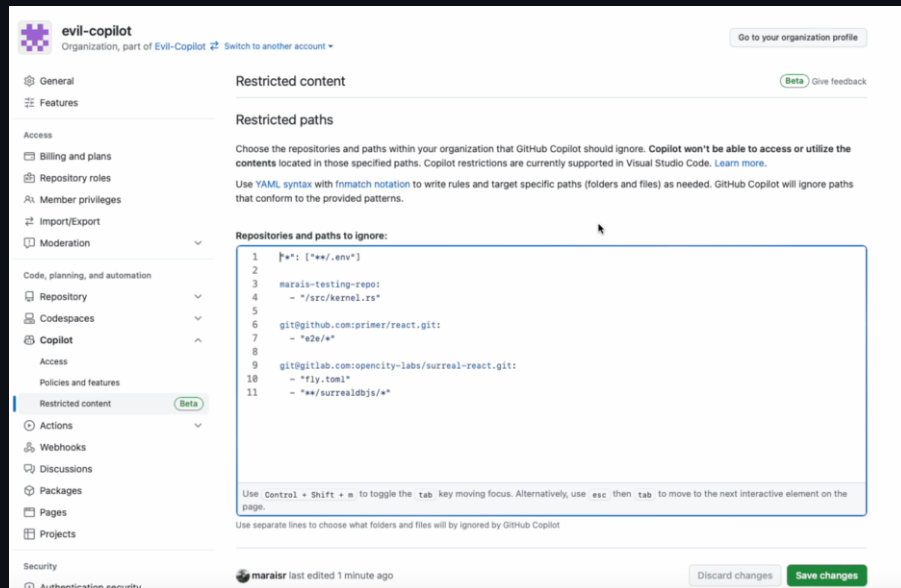 evil-copilot
Organization, part of Evil-Copilot Switch to another account
Go to your organization profile
General
Features
Access
Billing and plans
Repository roles
Member privileges
Import/Export
Moderation
Code, planning, and automation
Repository
Codespaces
Copilot
Access
Policies and features
Restricted content Beta
Actions
Webhooks
Discussions
Packages
Pages
Projects
Security
Authentication security
Restricted content
Beta Give feedback
Restricted paths
Choose the repositories and paths within your organization that GitHub Copilot should ignore. Copilot won't be able to access or utilize the
contents located in those specified paths. Copilot restrictions are currently supported in Visual Studio Code. Learn more.
Use YAML syntax with fnmatch notation to write rules and target specific paths (folders and files) as needed. GitHub Copilot will ignore paths
that conform to the provided patterns.
Repositories and paths to ignore:
1 "*": ["**/.env"]
2
3 marais-testing-repo:
4 - "/src/kernel.rs"
5
6 git@github.com:primer/react.git:
7 - "e2e/*"
8
9 git@gitlab.com:opencity-labs/surreal-react.git:
10 - "fly.toml"
11 - "**/surrealdbjs/*"
Use Control + Shift + m to toggle the tab key moving focus. Alternatively, use esc then tab to move to the next interactive element on the
page.
Use separate lines to choose what folders and files will by ignored by GitHub Copilot
maraisr last edited 1 minute ago
Discard changes
Save changes